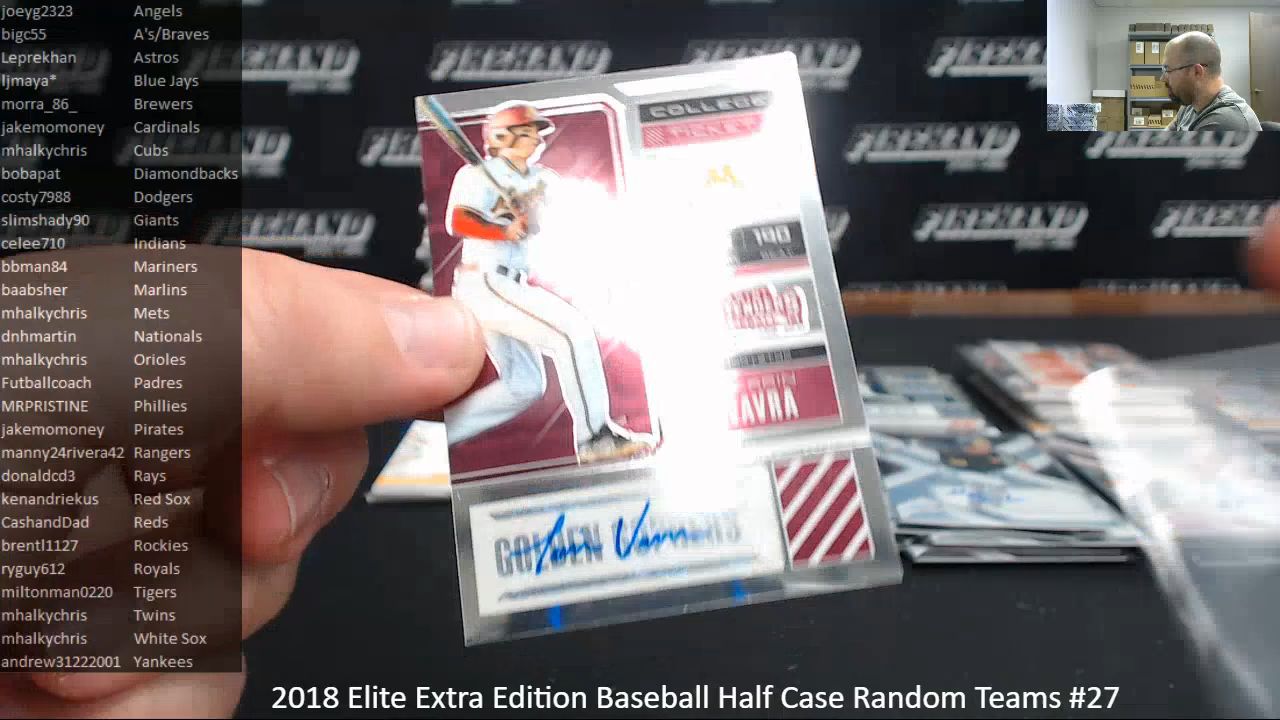 joeyg2323 Angels
bigc55 A's/Braves
Leprekhan Astros
ljmaya* Blue Jays
morra_86_ Brewers
jakemomoney Cardinals
mhalkychris Cubs
bobapat Diamondbacks
costy7988 Dodgers
slimshady90 Giants
celee710 Indians
bbman84 Mariners
baabsher Marlins
mhalkychris Mets
dnhmartin Nationals
mhalkychris Orioles
Futballcoach Padres
MRPRISTINE Phillies
jakemomoney Pirates
manny24rivera42 Rangers
donaldcd3 Rays
kenandriekus Red Sox
CashandDad Reds
brentl1127 Rockies
ryguy612 Royals
miltonman0220 Tigers
mhalkychris Twins
mhalkychris White Sox
andrew31222001 Yankees
FIREHAND
COLLEGE
190
GOLDEN
2018 Elite Extra Edition Baseball Half Case Random Teams #27